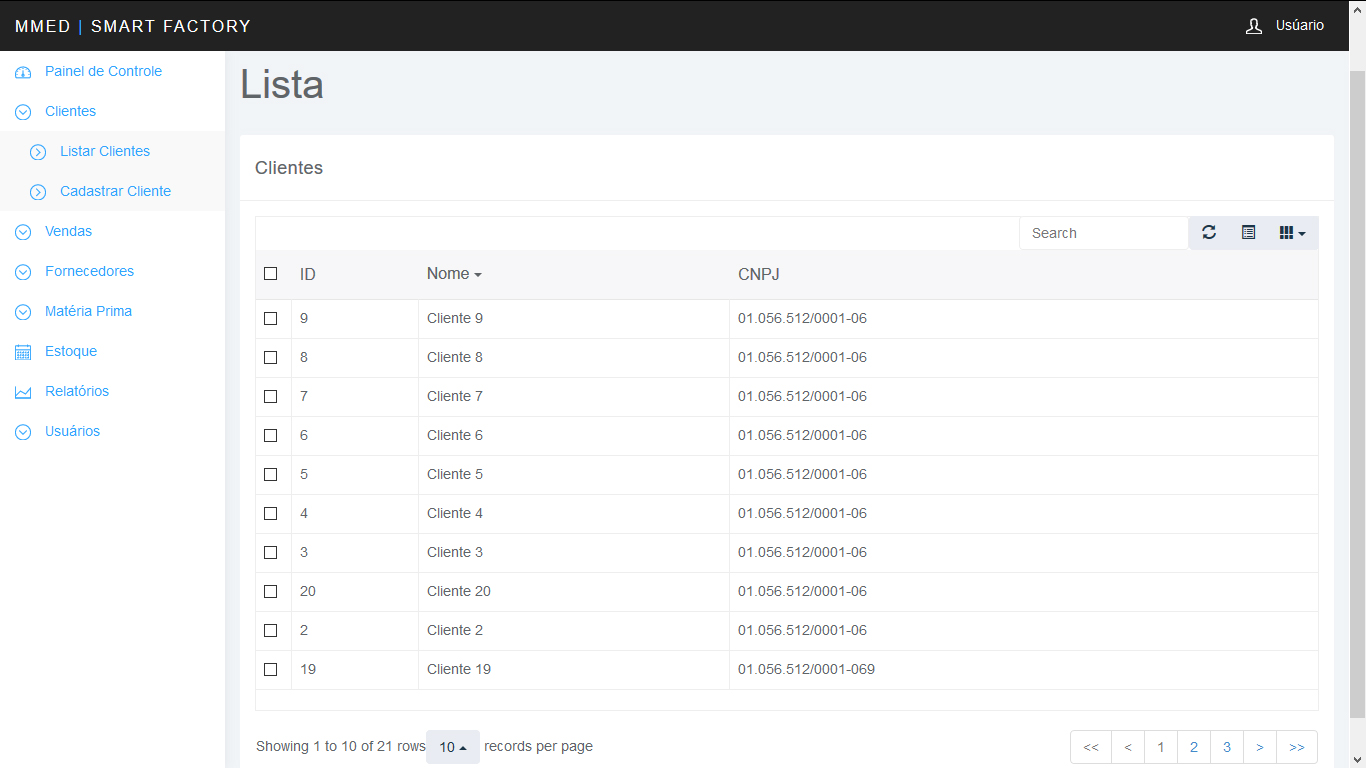 MMED | SMART FACTORY
Usúario
Painel de Controle
Clientes
Listar Clientes
Cadastrar Cliente
Vendas
Fornecedores
Matéria Prima
Estoque
Relatórios
Usuários
Lista
Clientes
Search
ID Nome CNPJ
9 Cliente 9 01.056.512/0001-06
8 Cliente 8 01.056.512/0001-06
7 Cliente 7 01.056.512/0001-06
6 Cliente 6 01.056.512/0001-06
5 Cliente 5 01.056.512/0001-06
4 Cliente 4 01.056.512/0001-06
3 Cliente 3 01.056.512/0001-06
20 Cliente 20 01.056.512/0001-06
2 Cliente 2 01.056.512/0001-06
19 Cliente 19 01.056.512/0001-069
Showing 1 to 10 of 21 rows 10 records per page
<< < 1 2 3 > >>